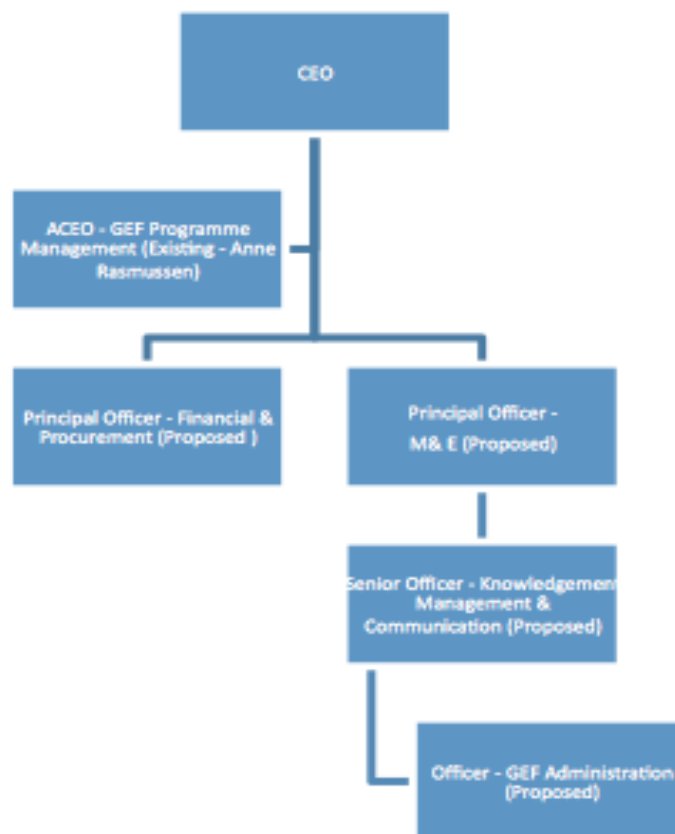 CEO
ACEO - GEF Programme
Management (Existing - Anne
Rasmussen)
Principal Officer - Financial &
Procurement (Proposed )
Principal Officer -
M& E (Proposed)
Senior Officer - Knowledgement
Management &
Communication (Proposed)
Officer - GEF Administration
(Proposed)